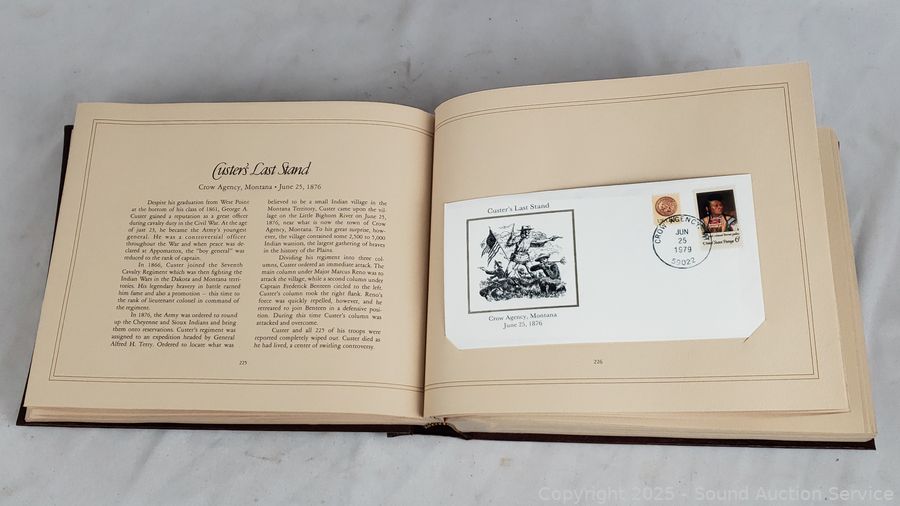 Custer's Last Stand
Crow Agency, Montana • June 25, 1876
Despite his graduation from West Point
at the bottom of his class of 1861, George A.
Custer gained a reputation as a great officer
during cavalry duty in the Civil War. At the age
of just 23, he became the Army's youngest
general. He was a controversial officer
throughout the War and when peace was de-
clared at Appomattox, the "boy general" was
reduced to the rank of captain.
In 1866, Custer joined the Seventh
Cavalry Regiment which was then fighting the
Indian Wars in the Dakota and Montana terri-
tories. His legendary bravery in battle earned
him fame and also a promotion – this time to
the rank of lieutenant colonel in command of
the regiment.
In 1876, the Army was ordered to round
up the Cheyenne and Sioux Indians and bring
them onto reservations. Custer's regiment was
assigned to an expedition headed by General
Alfred H. Terry. Ordered to locate what was
believed to be a small Indian village in the
Montana Territory, Custer came upon the vil-
lage on the Little Bighorn River on June 25,
1876, near what is now the town of Crow
Agency, Montana. To his great surprise, how-
ever, the village contained some 2,500 to 5,000
Indian warriors, the largest gathering of braves
in the history of the Plains.
Dividing his regiment into three col-
umns, Custer ordered an immediate attack. The
main column under Major Marcus Reno was to
attack the village, while a second column under
Captain Frederick Benteen circled to the left.
Custer's column took the right flank. Reno's
force was quickly repelled, however, and he
retreated to join Benteen in a defensive posi-
tion. During this time Custer's column was
attacked and overcome.
Custer and all 225 of his troops were
reported completely wiped out. Custer died as
he had lived, a center of swirling controversy.
225
Custer's Last Stand
Crow Agency, Montana
June 25, 1876
CROW AGENCY
JUN
25
1979
59022
United States Postage 6¢
226
Copyright 2025 - Sound Auction Service